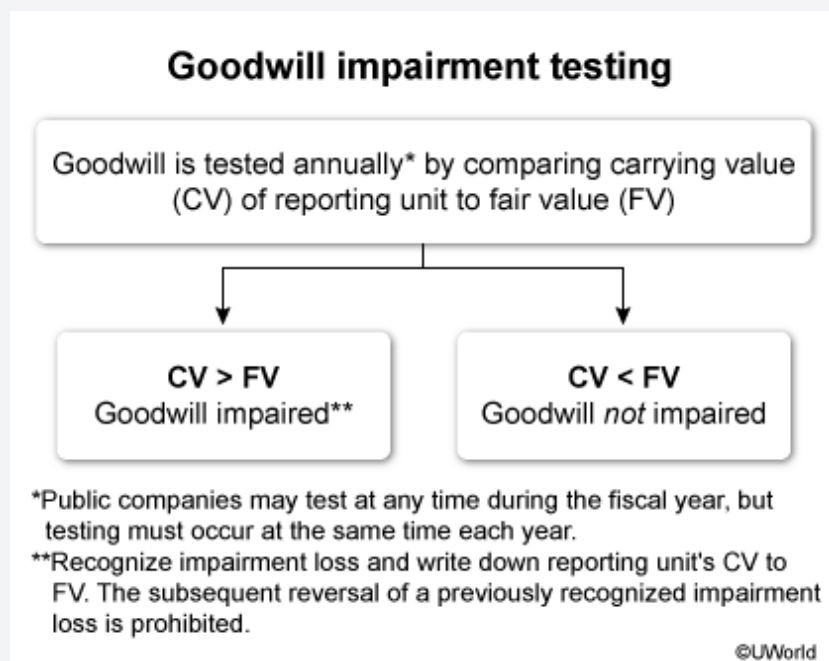 Goodwill impairment testing
Goodwill is tested annually* by comparing carrying value
(CV) of reporting unit to fair value (FV)
CV > FV
Goodwill impaired**
CV < FV
Goodwill not impaired
*Public companies may test at any time during the fiscal year, but
testing must occur at the same time each year.
**Recognize impairment loss and write down reporting unit's CV to
FV. The subsequent reversal of a previously recognized impairment
loss is prohibited.
©UWorld